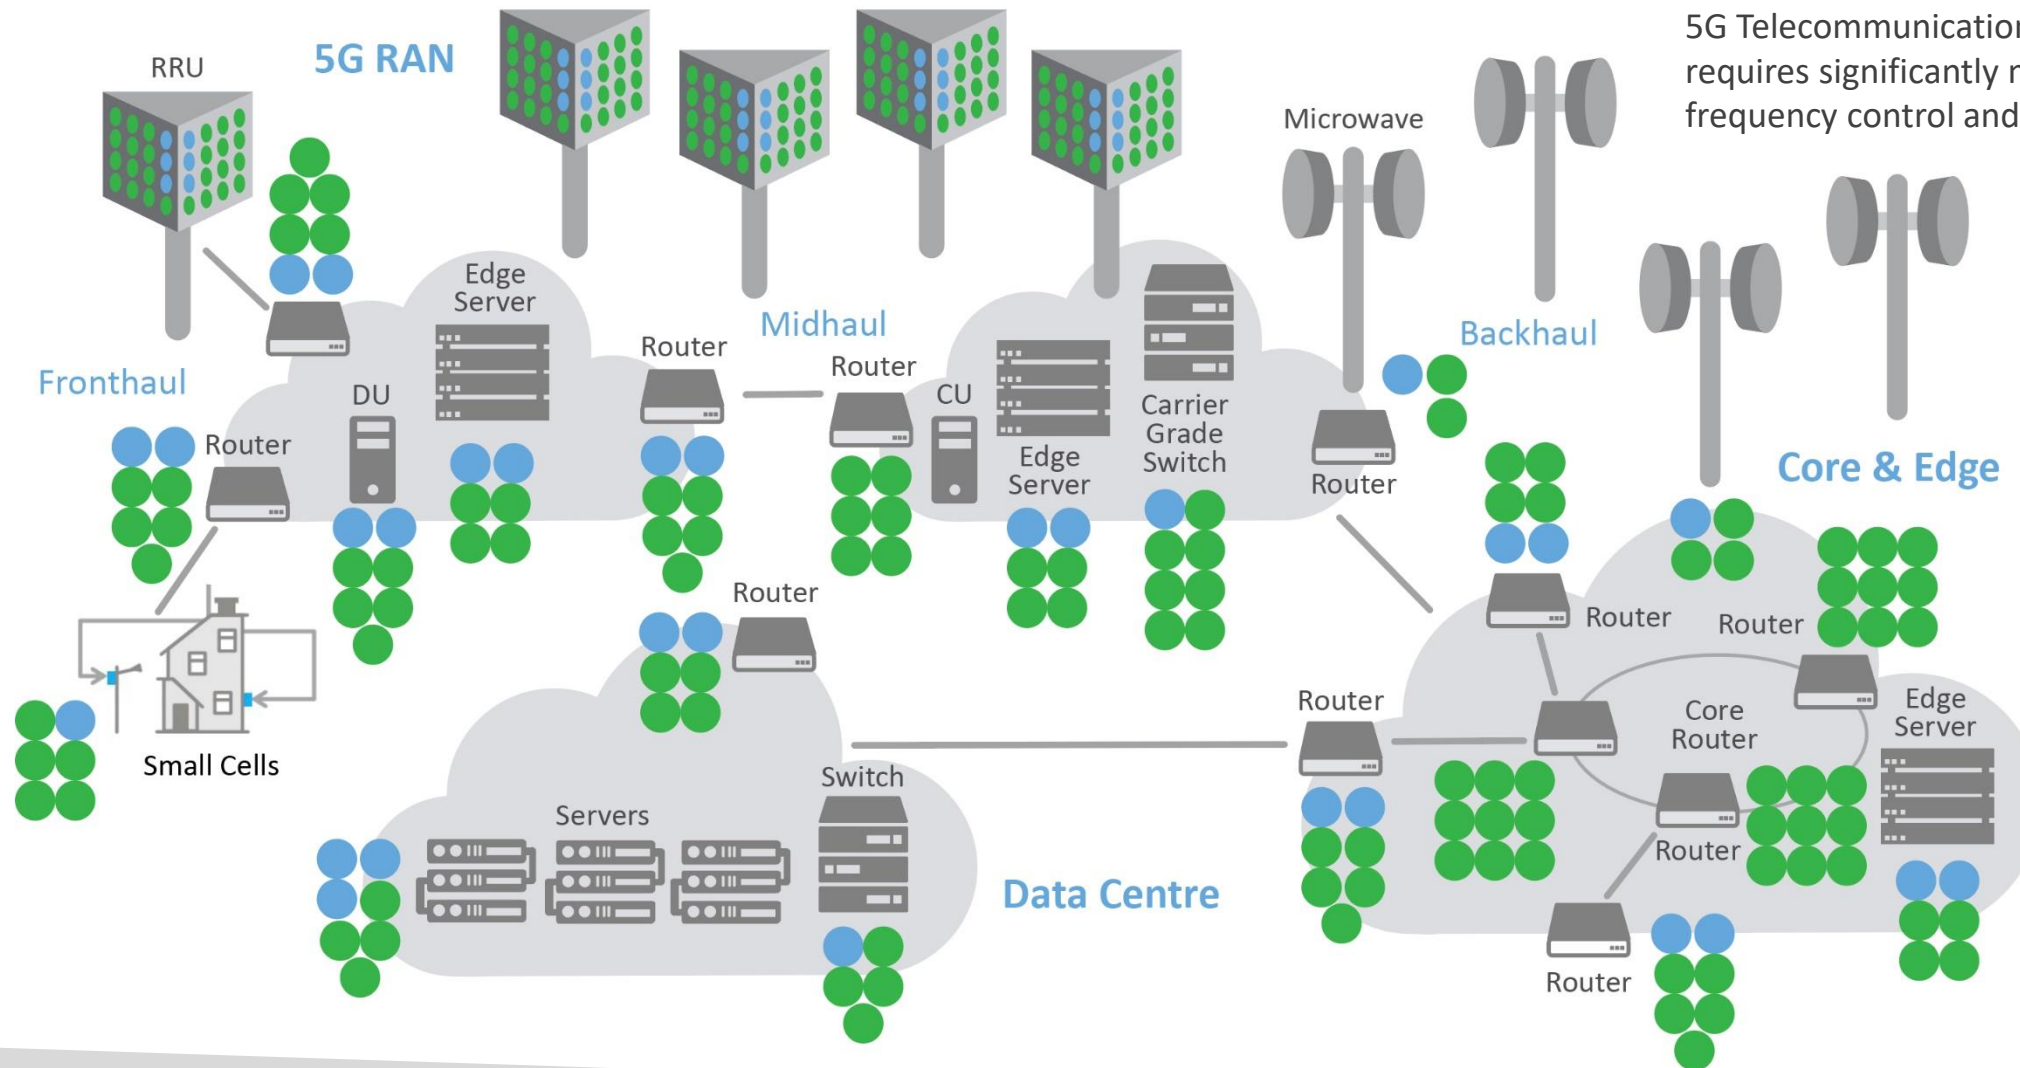 5G Telecommunication
requires significantly
frequency control and
5G RAN
RRU
Microwave
Edge
Server
Midhaul
Backhaul
Router
Router
Fronthaul
DU
CU
Carrier
Grade
Switch
Router
Edge
Server
Router
Core & Edge
Router
Router
Router
Small Cells
Router
Core
Router
Edge
Server
Switch
Servers
Router
Data Centre
Router